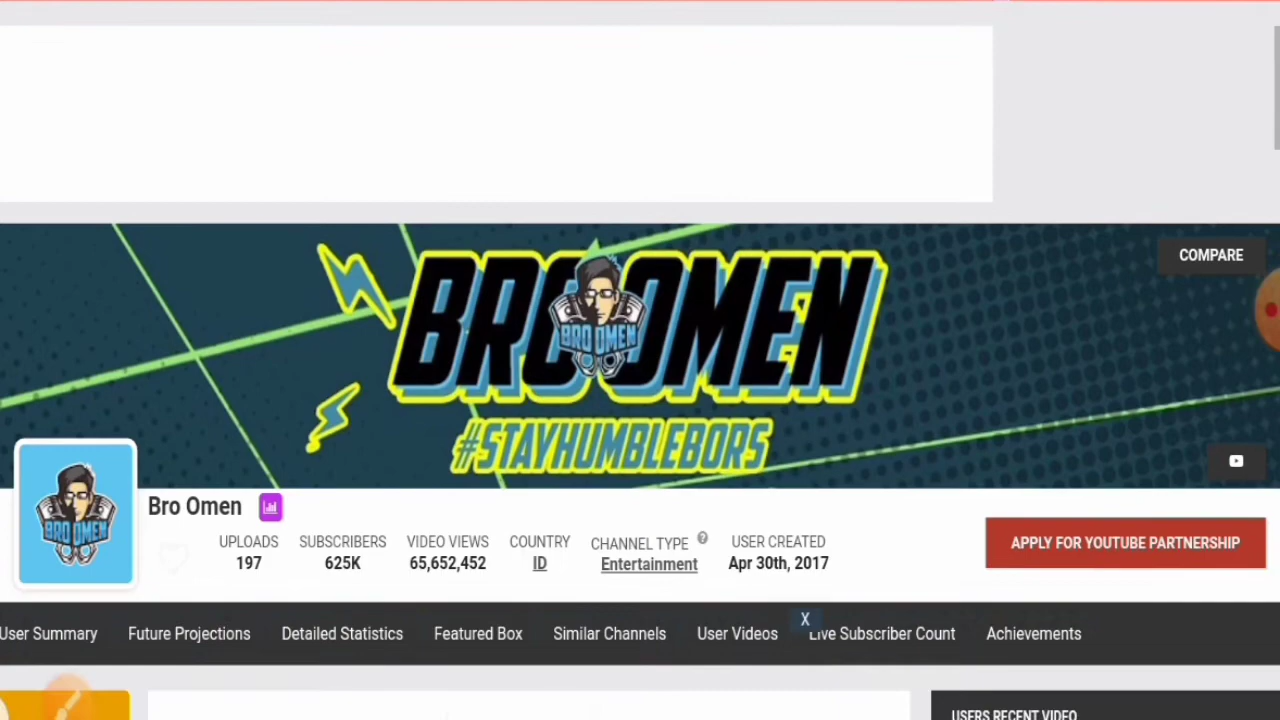 COMPARE
BRO OMEN
BRO OMEN
#STAYHUMBLEBORS
BRO OMEN
Bro Omen
UPLOADS
197
SUBSCRIBERS
625K
VIDEO VIEWS
65,652,452
COUNTRY
ID
CHANNEL TYPE ?
Entertainment
USER CREATED
Apr 30th, 2017
APPLY FOR YOUTUBE PARTNERSHIP
X
User Summary
Future Projections
Detailed Statistics
Featured Box
Similar Channels
User Videos
Live Subscriber Count
Achievements
USERS RECENT VIDEO